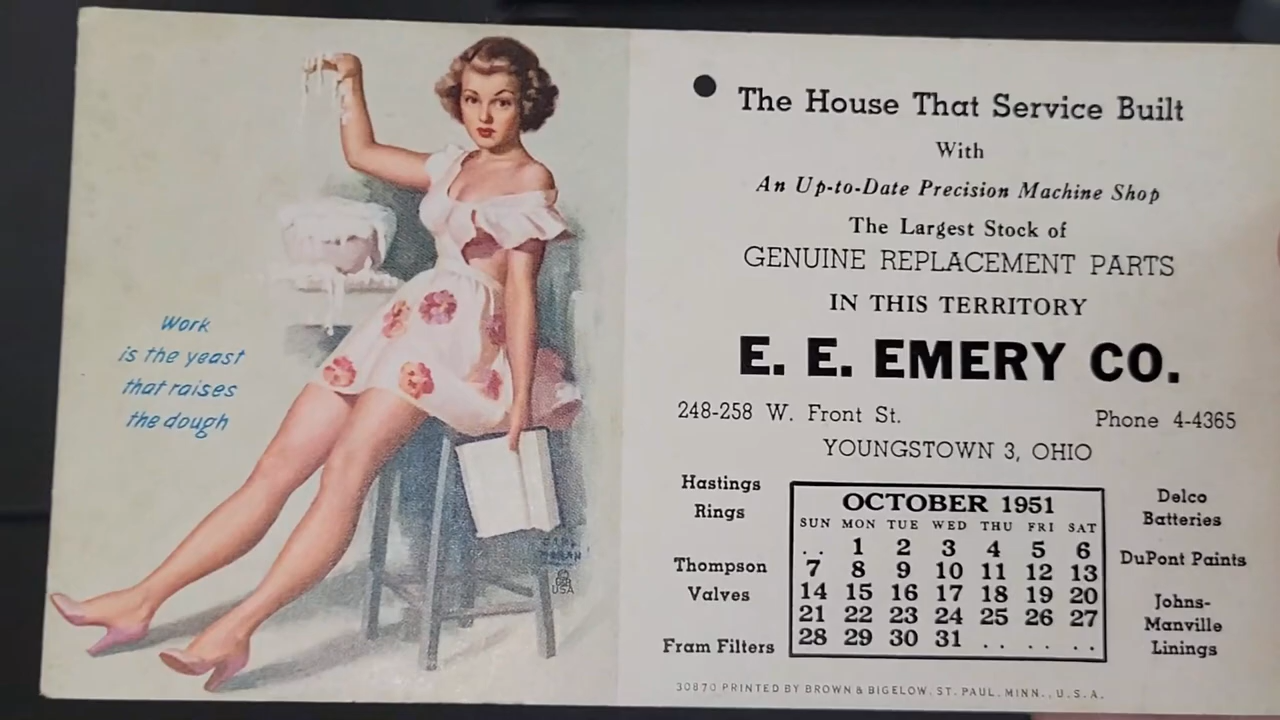 Work
is the yeast
that raises
the dough
EARL
MORAN
B&B
USA
The House That Service Built
With
An Up-to-Date Precision Machine Shop
The Largest Stock of
GENUINE REPLACEMENT PARTS
IN THIS TERRITORY
E. E. EMERY CO.
248-258 W. Front St. Phone 4-4365
YOUNGSTOWN 3, OHIO
Hastings
Rings
Thompson
Valves
Fram Filters
OCTOBER 1951
SUN MON TUE WED THU FRI SAT
. . 1 2 3 4 5 6
7 8 9 10 11 12 13
14 15 16 17 18 19 20
21 22 23 24 25 26 27
28 29 30 31 . . . . . .
Delco
Batteries
DuPont Paints
Johns-
Manville
Linings
30870 PRINTED BY BROWN & BIGELOW, ST. PAUL, MINN., U.S.A.